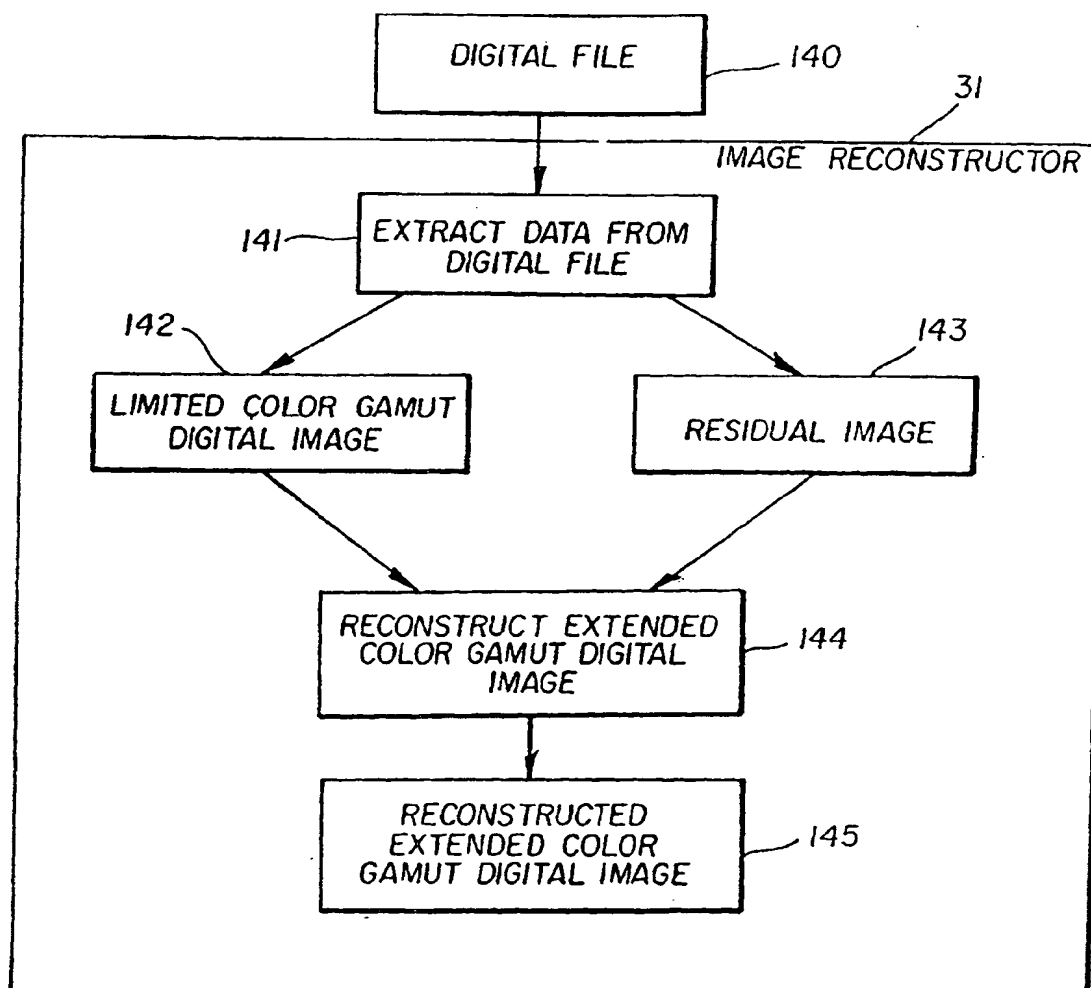 DIGITAL FILE
140
31
IMAGE RECONSTRUCTOR
141
EXTRACT DATA FROM
DIGITAL FILE
142
143
LIMITED COLOR GAMUT
DIGITAL IMAGE
RESIDUAL IMAGE
RECONSTRUCT EXTENDED
COLOR GAMUT DIGITAL
IMAGE
144
RECONSTRUCTED
EXTENDED COLOR
GAMUT DIGITAL IMAGE
145